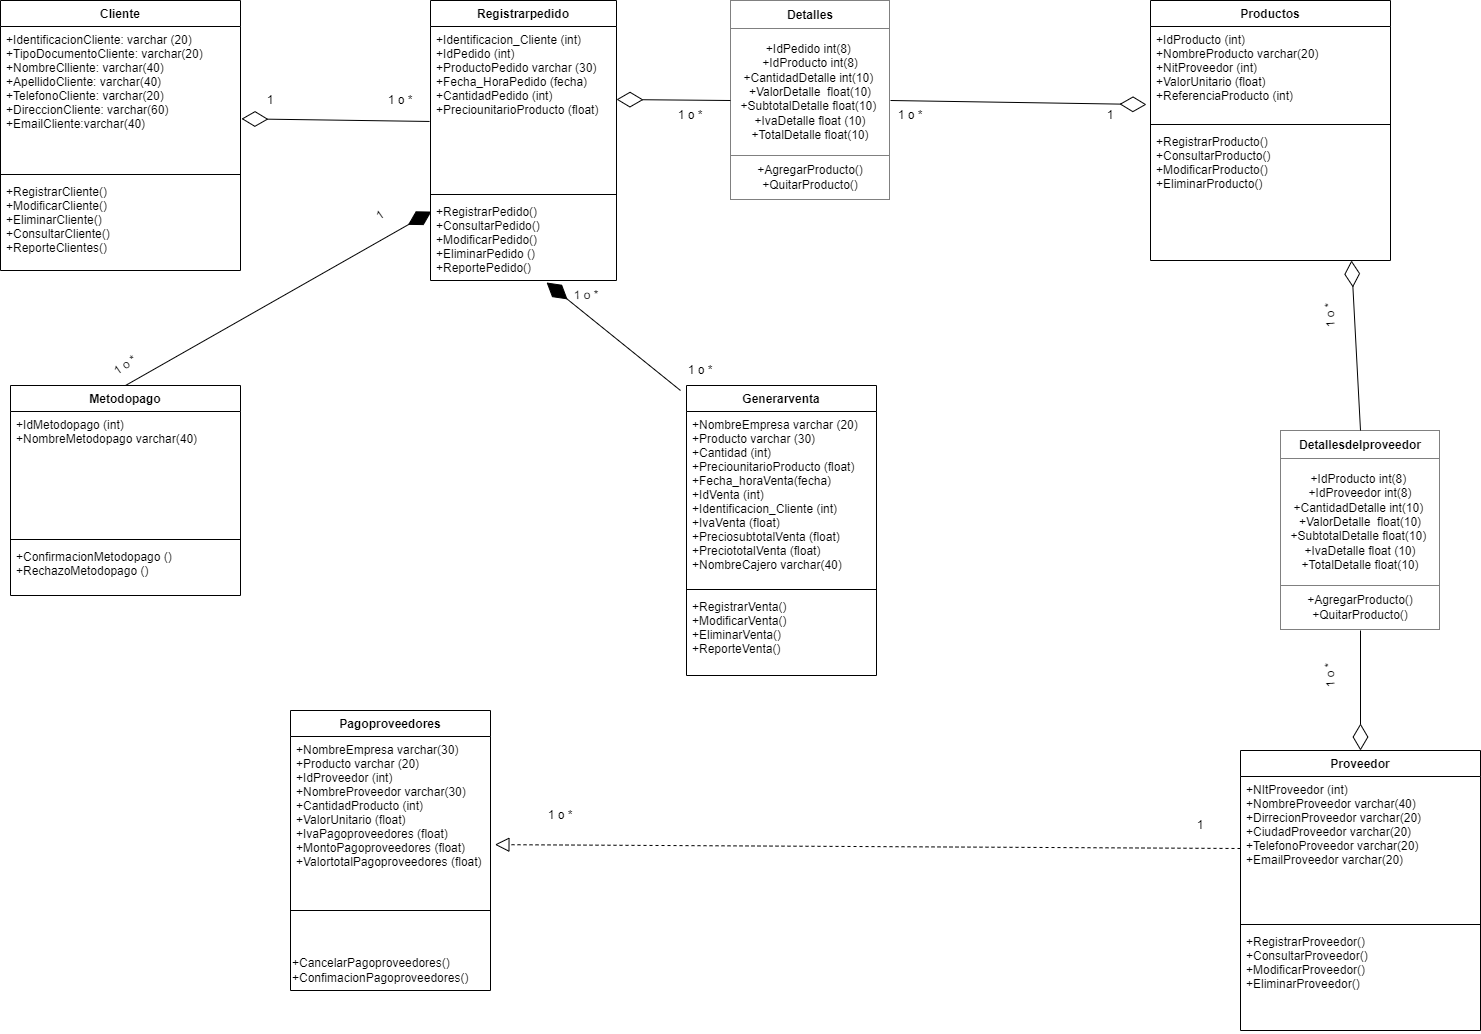 Cliente
+IdentificacionCliente: varchar (20)
+TipoDocumentoCliente: varchar(20)
+NombreClliente: varchar(40)
+ApellidoCliente: varchar(40)
+TelefonoCliente: varchar(20)
+DireccionCliente: varchar(60)
+EmailCliente:varchar(40)
+RegistrarCliente()
+ModificarCliente()
+EliminarCliente()
+ConsultarCliente()
+ReporteClientes()
1
1 o *
Registrarpedido
+Identificacion_Cliente (int)
+IdPedido (int)
+ProductoPedido varchar (30)
+Fecha_HoraPedido (fecha)
+CantidadPedido (int)
+PreciounitarioProducto (float)
+RegistrarPedido()
+ConsultarPedido()
+ModificarPedido()
+EliminarPedido ()
+ReportePedido()
1 o *
Detalles
+IdPedido int(8)
+IdProducto int(8)
+CantidadDetalle int(10)
+ValorDetalle  float(10)
+SubtotalDetalle float(10)
+IvaDetalle float (10)
+TotalDetalle float(10)
+AgregarProducto()
+QuitarProducto()
1 o *
1
Productos
+IdProducto (int)
+NombreProducto varchar(20)
+NitProveedor (int)
+ValorUnitario (float)
+ReferenciaProducto (int)
+RegistrarProducto()
+ConsultarProducto()
+ModificarProducto()
+EliminarProducto()
1
1 o *
1 o *
1 o *
1 o *
Metodopago
+IdMetodopago (int)
+NombreMetodopago varchar(40)
+ConfirmacionMetodopago ()
+RechazoMetodopago ()
Generarventa
+NombreEmpresa varchar (20)
+Producto varchar (30)
+Cantidad (int)
+PreciounitarioProducto (float)
+Fecha_horaVenta(fecha)
+IdVenta (int)
+Identificacion_Cliente (int)
+IvaVenta (float)
+PreciosubtotalVenta (float)
+PreciototalVenta (float)
+NombreCajero varchar(40)
+RegistrarVenta()
+ModificarVenta()
+EliminarVenta()
+ReporteVenta()
Detallesdelproveedor
+IdProducto int(8)
+IdProveedor int(8)
+CantidadDetalle int(10)
+ValorDetalle  float(10)
+SubtotalDetalle float(10)
+IvaDetalle float (10)
+TotalDetalle float(10)
+AgregarProducto()
+QuitarProducto()
1 o *
Pagoproveedores
+NombreEmpresa varchar(30)
+Producto varchar (20)
+IdProveedor (int)
+NombreProveedor varchar(30)
+CantidadProducto (int)
+ValorUnitario (float)
+IvaPagoproveedores (float)
+MontoPagoproveedores (float)
+ValortotalPagoproveedores (float)
+CancelarPagoproveedores()
+ConfimacionPagoproveedores()
1 o *
1
Proveedor
+NItProveedor (int)
+NombreProveedor varchar(40)
+DirrecionProveedor varchar(20)
+CiudadProveedor varchar(20)
+TelefonoProveedor varchar(20)
+EmailProveedor varchar(20)
+RegistrarProveedor()
+ConsultarProveedor()
+ModificarProveedor()
+EliminarProveedor()